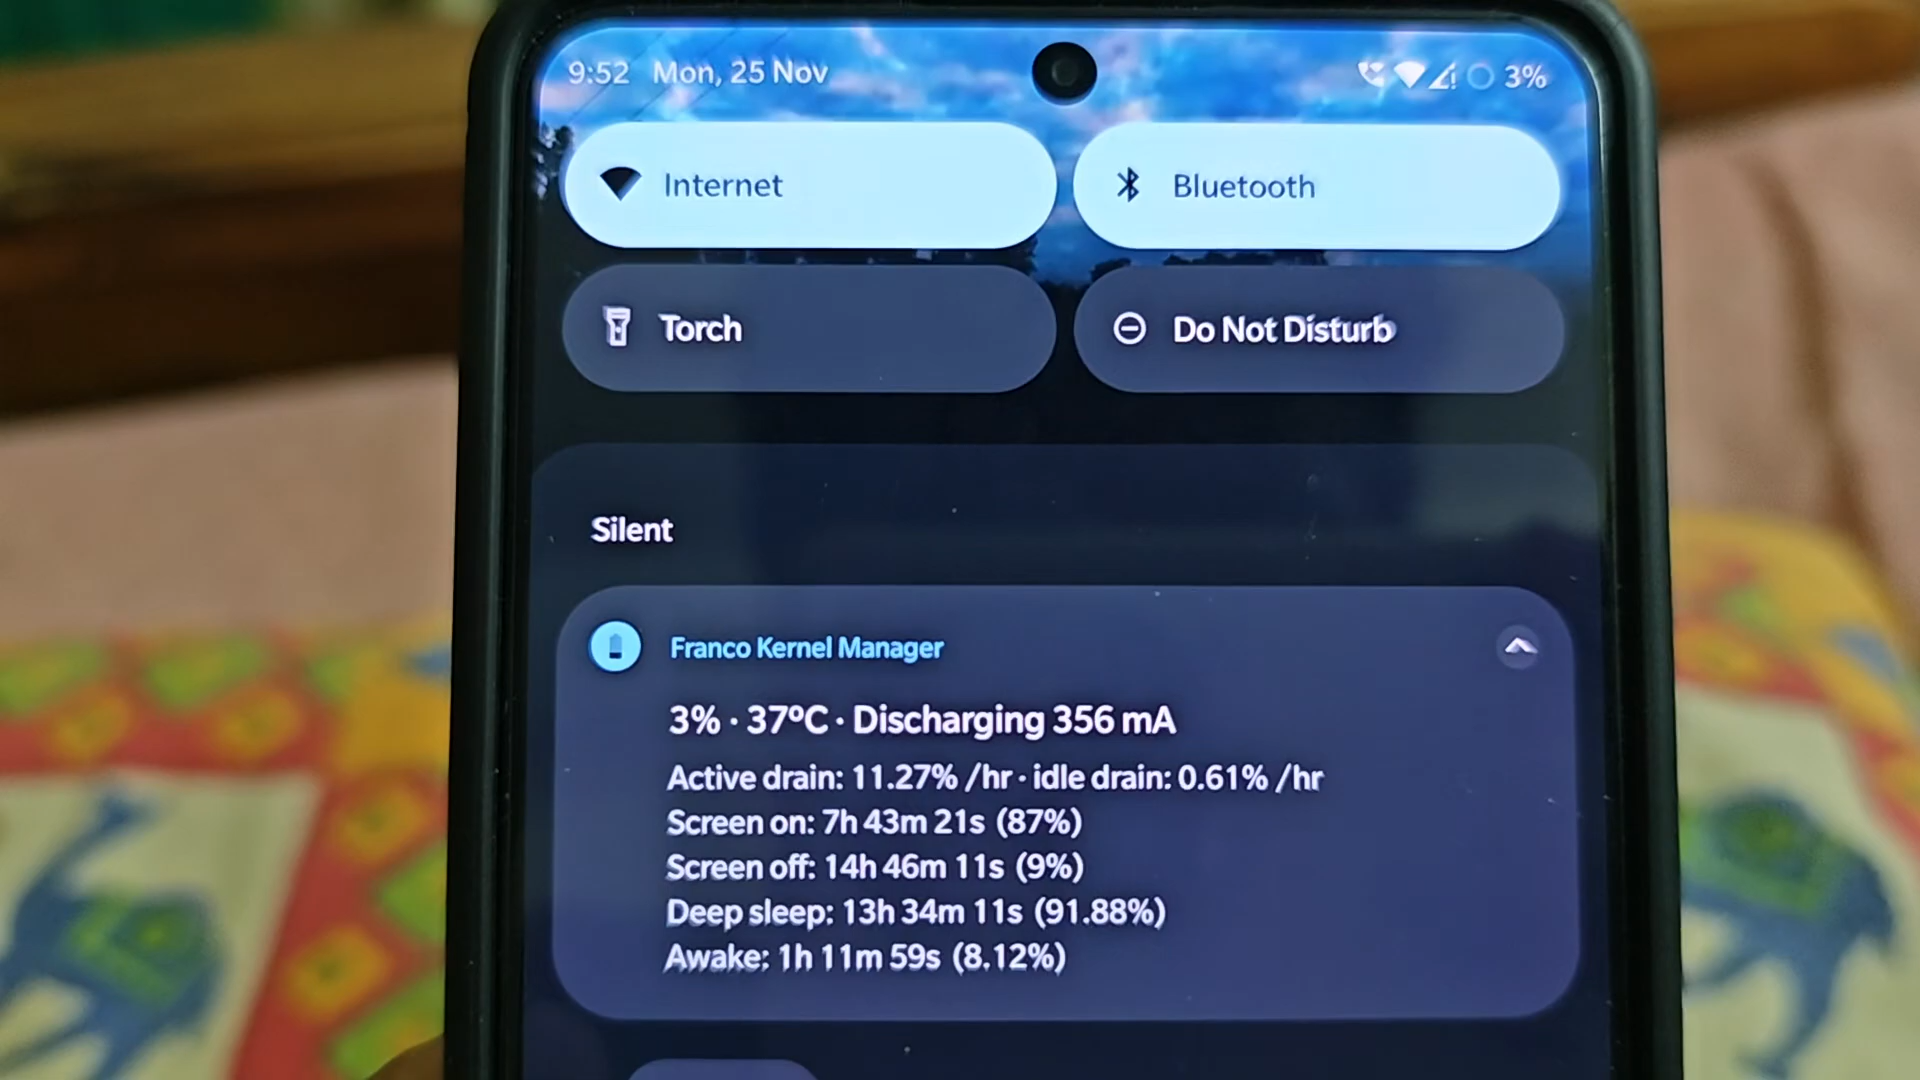 9:52 Mon, 25 Nov 3%
Internet
Bluetooth
Torch
Do Not Disturb
Silent
Franco Kernel Manager
3% · 37°C · Discharging 356 mA
Active drain: 11.27% /hr · idle drain: 0.61% /hr
Screen on: 7h 43m 21s (87%)
Screen off: 14h 46m 11s (9%)
Deep sleep: 13h 34m 11s (91.88%)
Awake: 1h 11m 59s (8.12%)